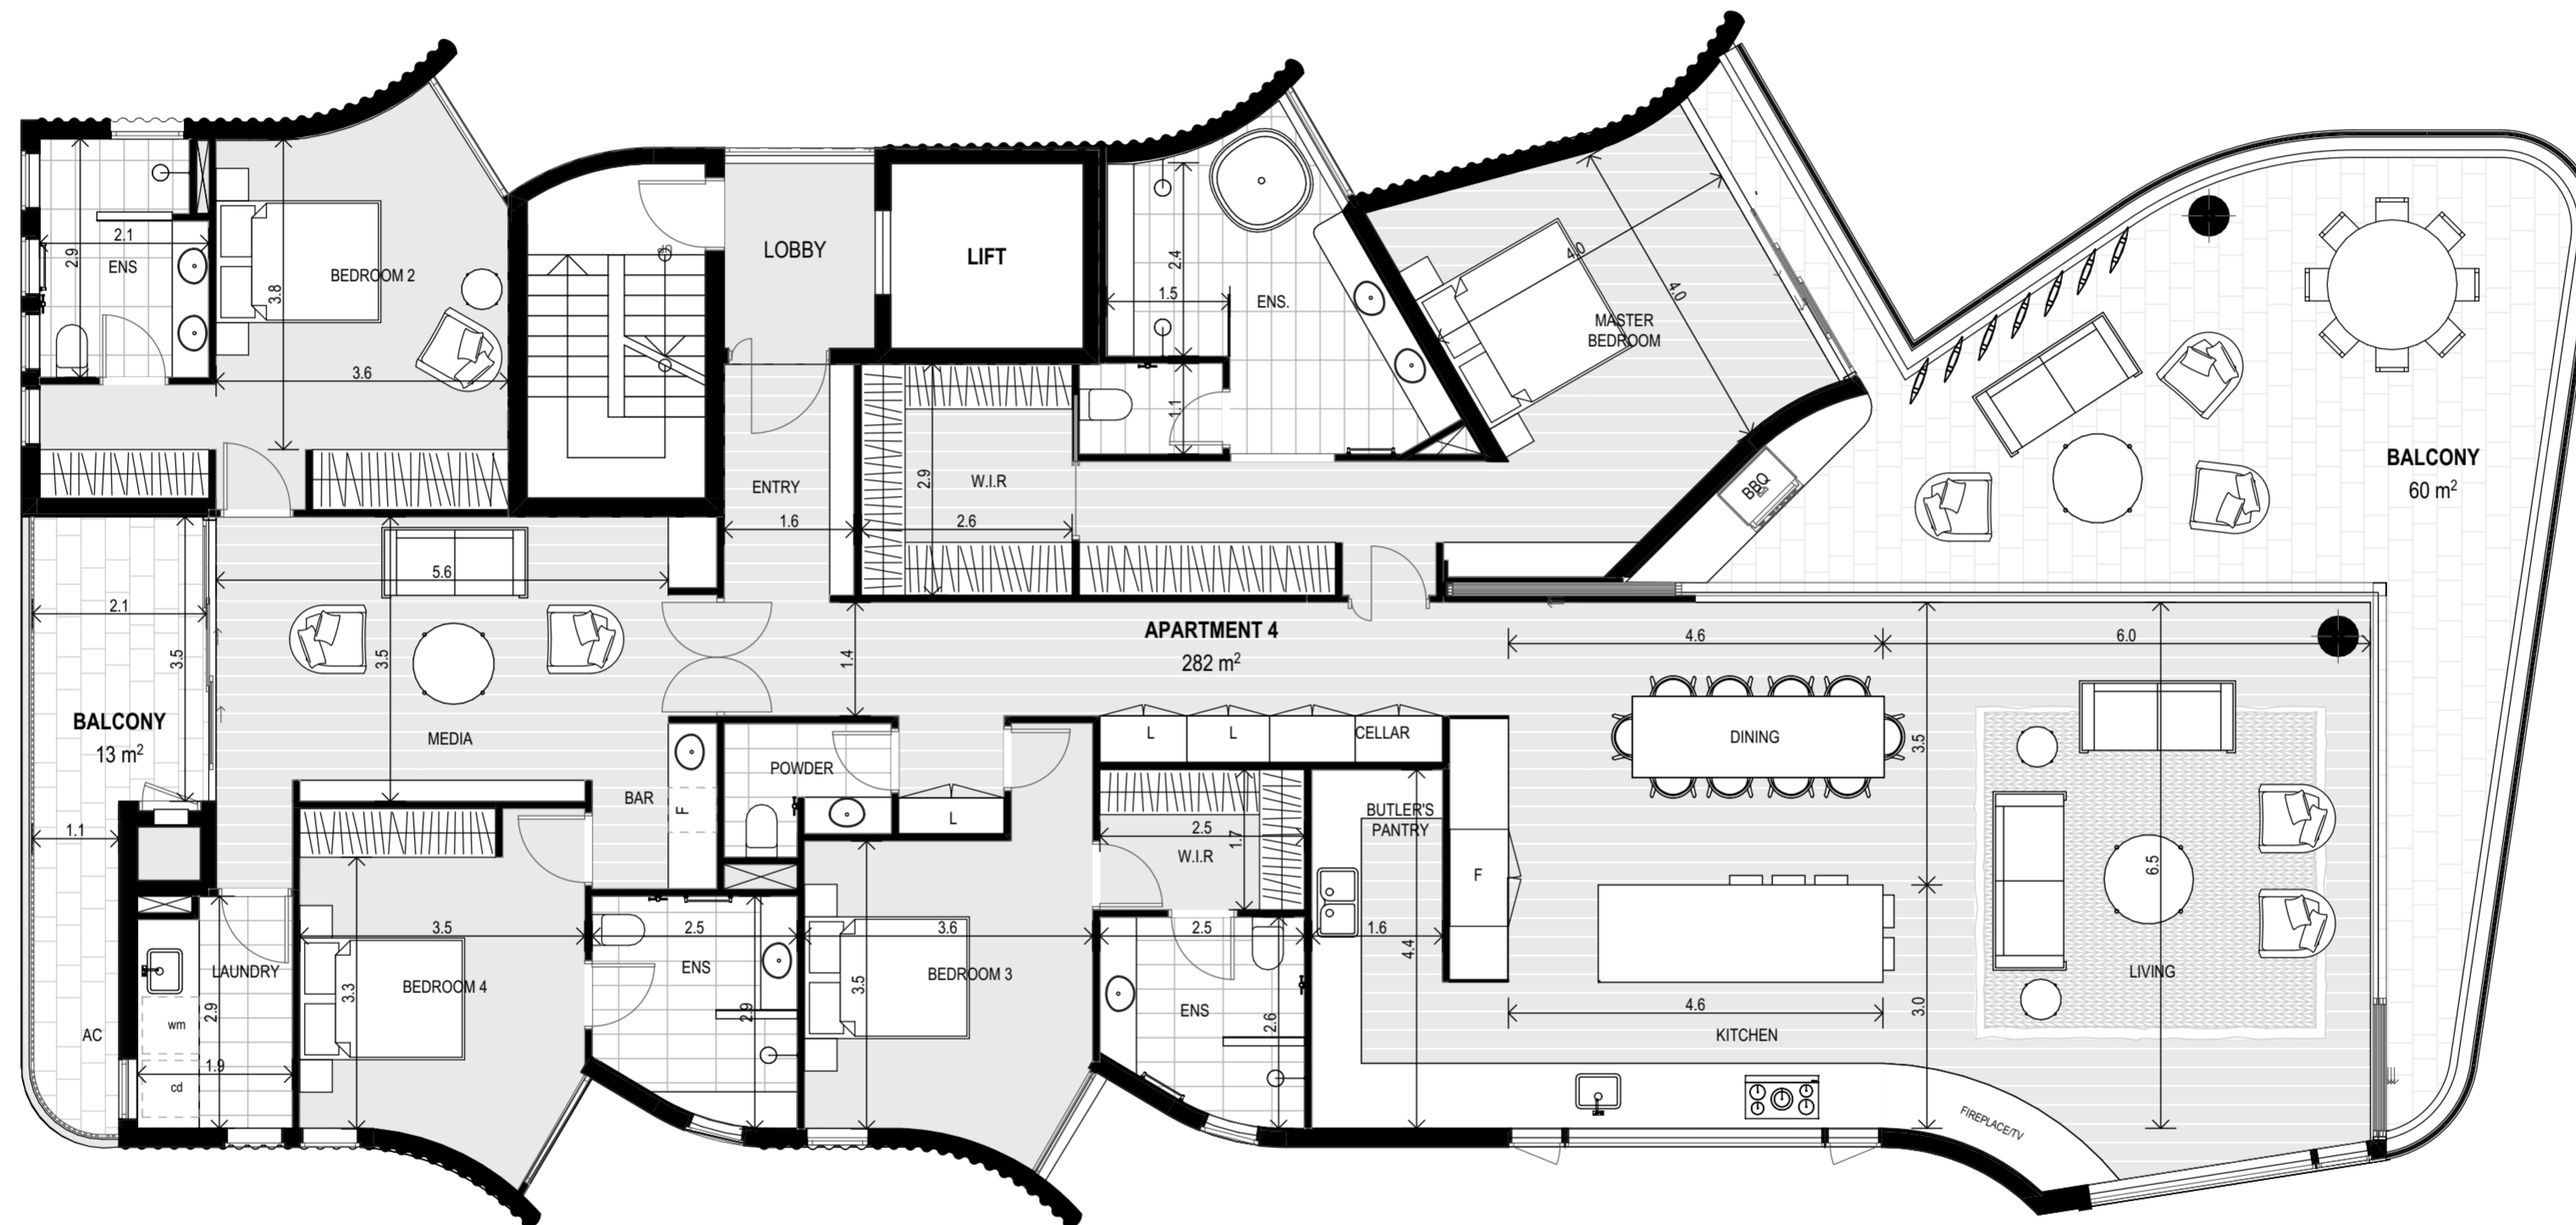 LOBBY
LIFT
2.1
2.9
ENS
BEDROOM 2
3.8
3.6
2.4
1.5
ENS.
1.1
4.0
4.0
MASTER
BEDROOM
BBQ
BALCONY
60 m²
ENTRY
1.6
W.I.R
2.9
2.6
5.6
2.1
3.5
3.5
BALCONY
13 m²
MEDIA
1.4
APARTMENT 4
282 m²
4.6
6.0
L
L
CELLAR
DINING
3.5
POWDER
BAR
F
L
1.1
2.5
1.7
W.I.R
BUTLER'S
PANTRY
F
6.5
3.5
2.5
3.6
2.5
1.6
4.4
LAUNDRY
BEDROOM 4
3.3
ENS
BEDROOM 3
3.5
LIVING
2.9
2.9
ENS
2.6
4.6
3.0
AC
wm
KITCHEN
1.9
cd
FIREPLACE/TV